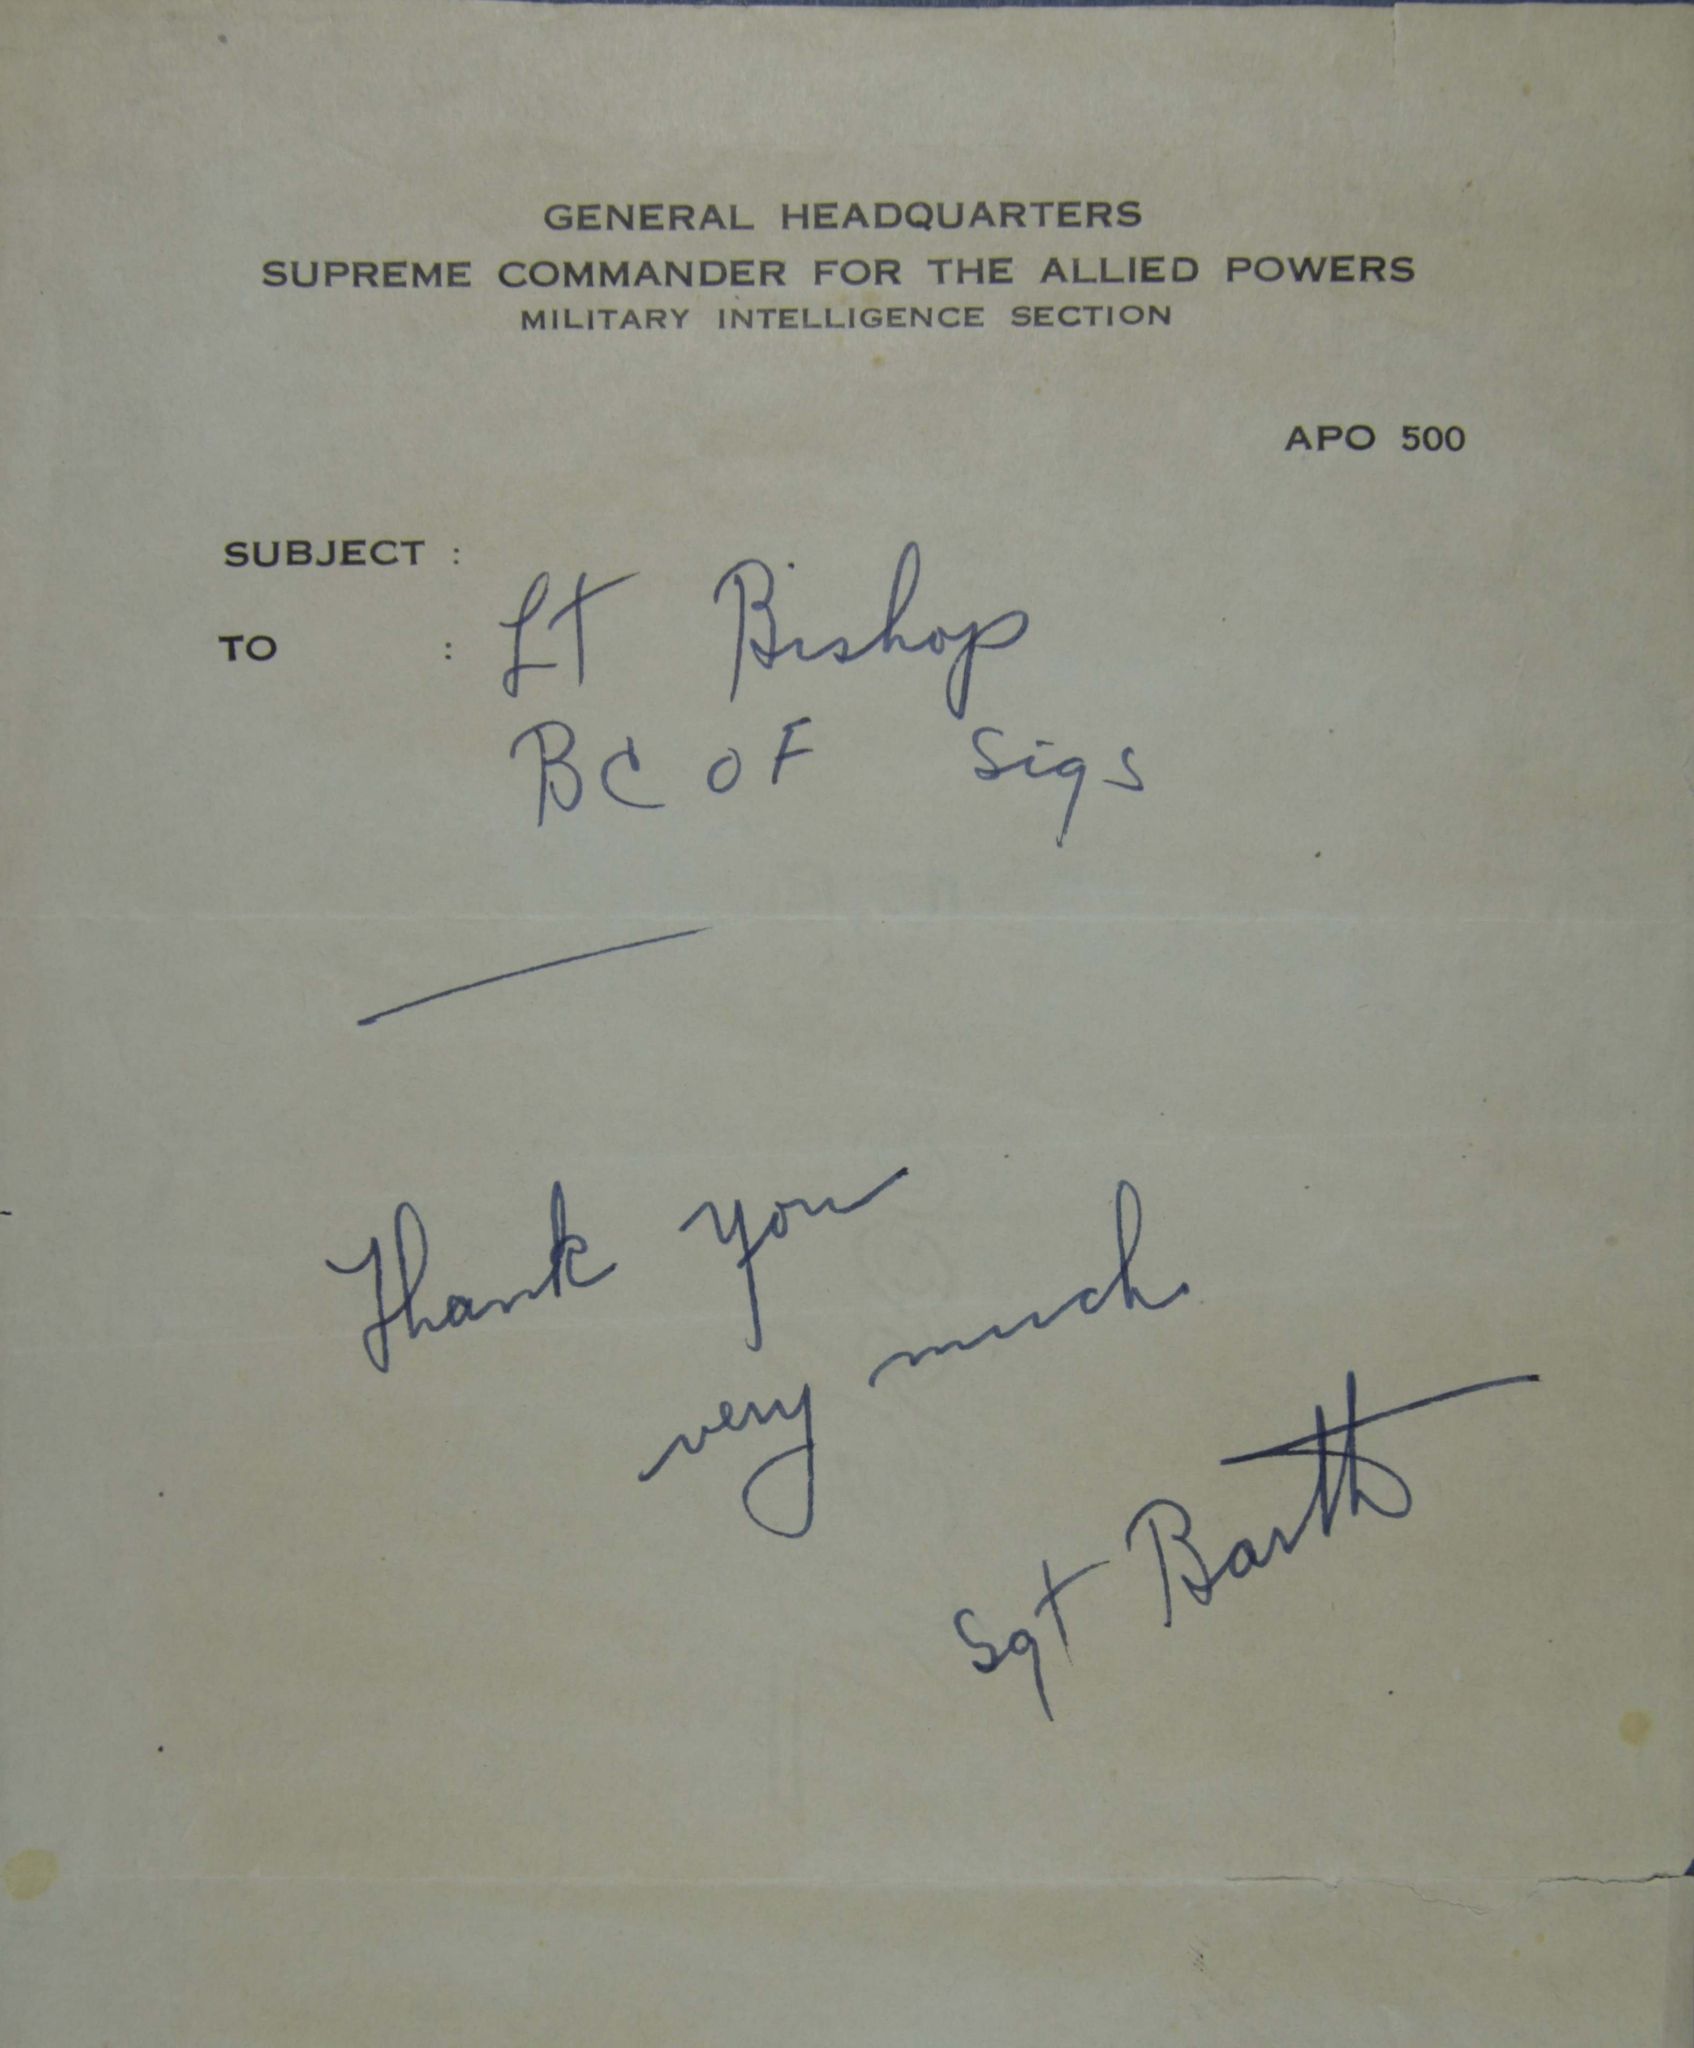 GENERAL HEADQUARTERS
SUPREME COMMANDER FOR THE ALLIED POWERS
MILITARY INTELLIGENCE SECTION
APO 500
SUBJECT :
TO : Lt Bishop
BCOF Sigs
Thank you
very much.
Sgt Barth